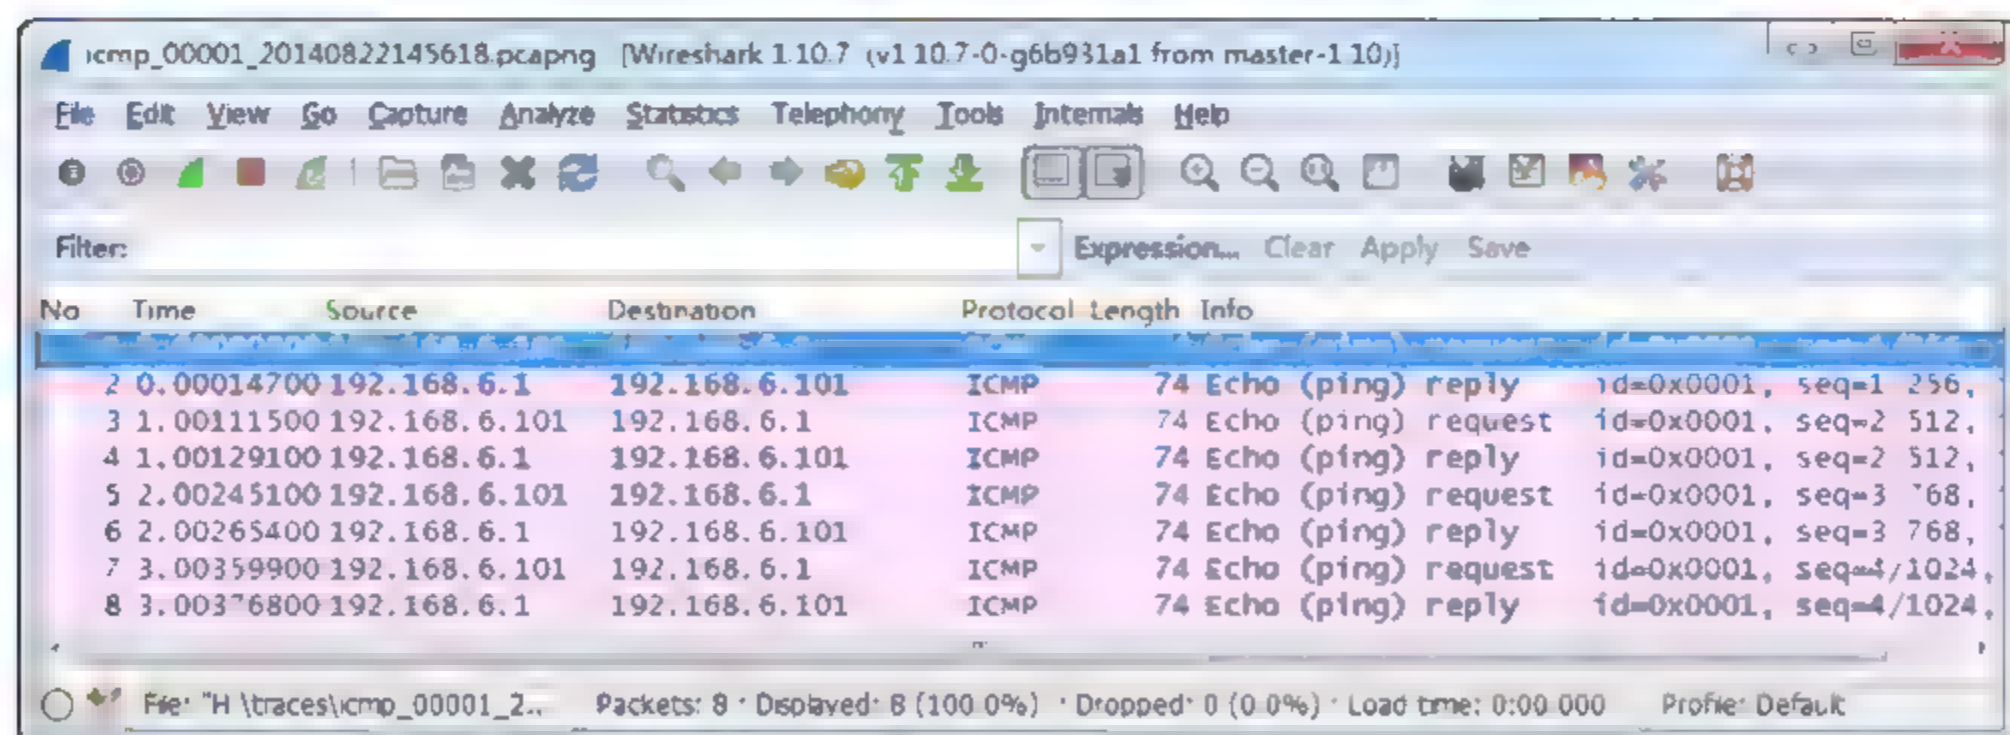 icmp_00001_20140822145618.pcapng [Wireshark 1.10.7 (v1.10.7-0-g6b931a1 from master-1.10)]
File Edit View Go Capture Analyze Statistics Telephony Tools Internals Help
Filter: Expression... Clear Apply Save
No Time Source Destination Protocol Length Info
2 0.00014700 192.168.6.1 192.168.6.101 ICMP 74 Echo (ping) reply id=0x0001, seq=1 256,
3 1.00111500 192.168.6.101 192.168.6.1 ICMP 74 Echo (ping) request id=0x0001, seq=2 512,
4 1.00129100 192.168.6.1 192.168.6.101 ICMP 74 Echo (ping) reply id=0x0001, seq=2 512,
5 2.00245100 192.168.6.101 192.168.6.1 ICMP 74 Echo (ping) request id=0x0001, seq=3 768,
6 2.00265400 192.168.6.1 192.168.6.101 ICMP 74 Echo (ping) reply id=0x0001, seq=3 768,
7 3.00359900 192.168.6.101 192.168.6.1 ICMP 74 Echo (ping) request id=0x0001, seq=4/1024,
8 3.00376800 192.168.6.1 192.168.6.101 ICMP 74 Echo (ping) reply id=0x0001, seq=4/1024,
File: "H:\traces\icmp_00001_2... Packets: 8 · Displayed: 8 (100.0%) · Dropped: 0 (0.0%) · Load time: 0:00.000 Profile: Default